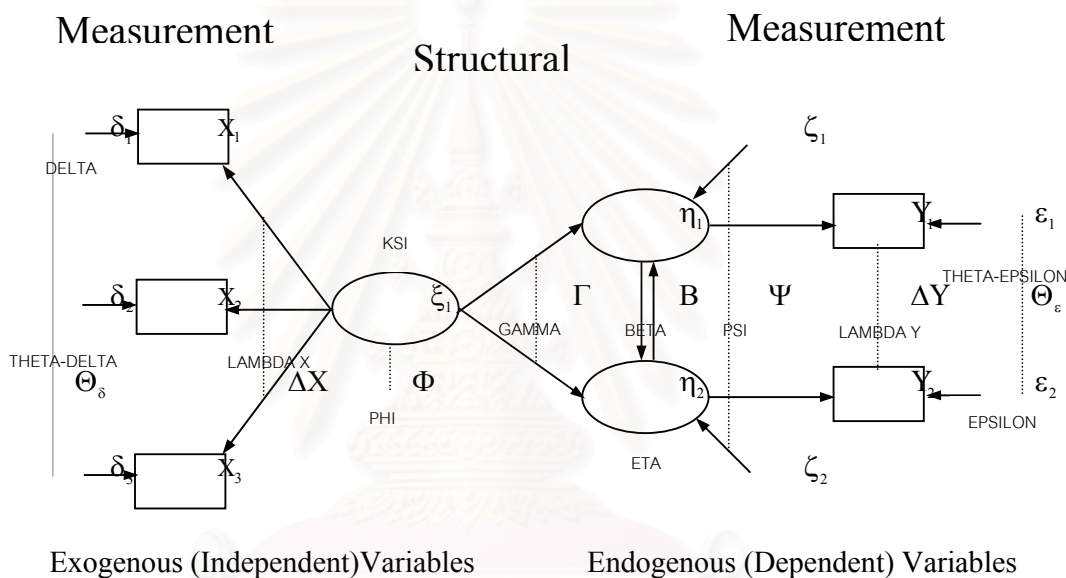 Measurement
Structural
Measurement
δ₁ X₁
ζ₁
DELTA
η₁
Y₁ ε₁
KSI
THETA-EPSILON
δ₂ X₂
ξ₁
Γ B Ψ ΔY Θε
GAMMA BETA PSI LAMBDA Y
THETA-DELTA LAMBDA X
Θδ ΔX Φ
η₂ Y₂ ε₂
PHI
EPSILON
δ₃ X₃
ETA
ζ₂
Exogenous (Independent)Variables
Endogenous (Dependent) Variables